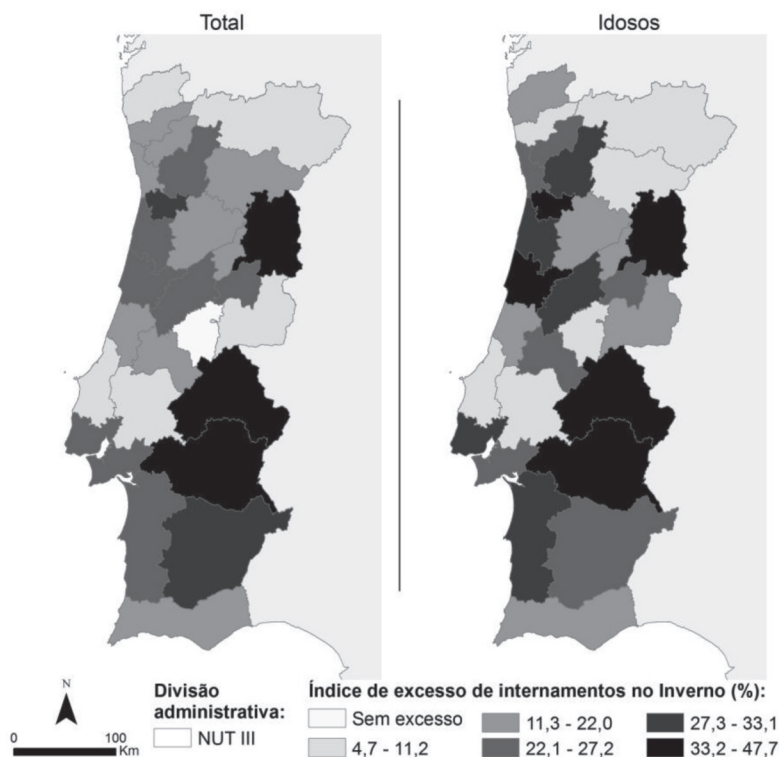 Total
Idosos
N
0 100
Km
Divisão
administrativa:
NUT III
Índice de excesso de internamentos no Inverno (%):
Sem excesso
4,7 - 11,2
11,3 - 22,0
22,1 - 27,2
27,3 - 33,1
33,2 - 47,7